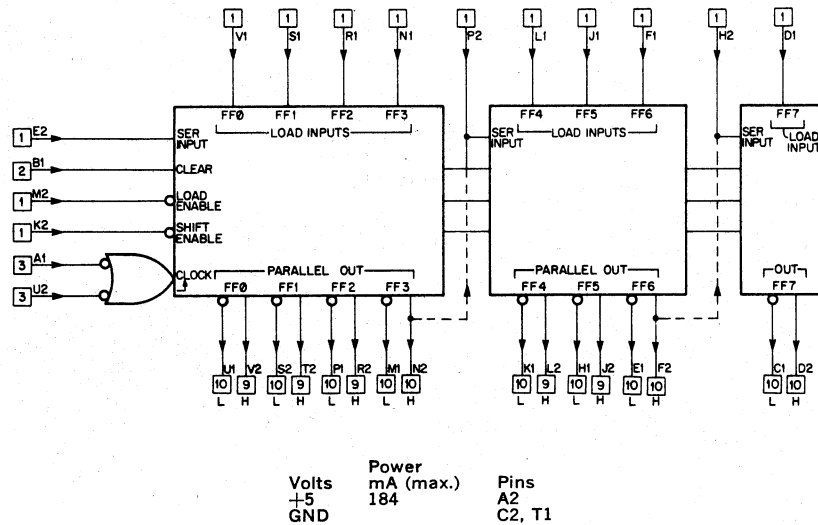 1 1 1 1 1 1 1 1 1 1
V1 S1 R1 N1 P2 L1 J1 F1 H2 D1
FF0 FF1 FF2 FF3 FF4 FF5 FF6 FF7
LOAD INPUTS LOAD INPUTS LOAD INPUT
1 E2 SER INPUT SER INPUT SER INPUT
2 B1 CLEAR
1 M2 LOAD ENABLE
1 K2 SHIFT ENABLE
3 A1
CLOCK
3 U2
PARALLEL OUT PARALLEL OUT OUT
FF0 FF1 FF2 FF3 FF4 FF5 FF6 FF7
U1 V2 S2 T2 P1 R2 M1 N2 K1 L2 H1 J2 E1 F2 C1 D2
10 9 10 9 10 9 10 10 10 9 10 9 10 10 10 10
L H L H L H L H L H L H L H L H
Power
Volts mA (max.) Pins
+5 184 A2
GND C2, T1